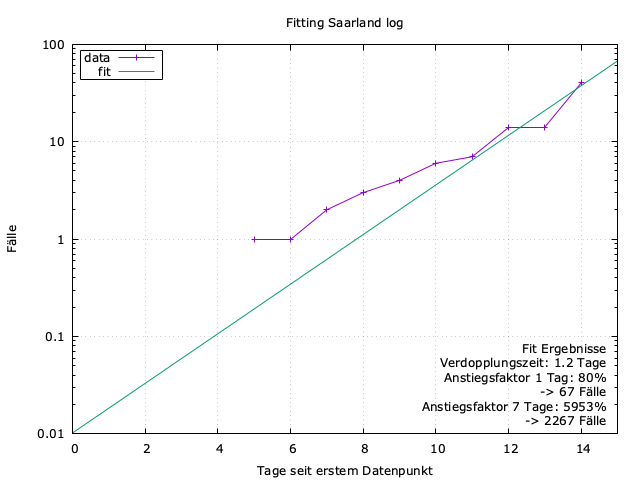 Fitting Saarland log
data
fit
100
10
1
0.1
0.01
Fälle
Fit Ergebnisse
Verdopplungszeit: 1.2 Tage
Anstiegsfaktor 1 Tag: 80%
-> 67 Fälle
Anstiegsfaktor 7 Tage: 5953%
-> 2267 Fälle
0 2 4 6 8 10 12 14
Tage seit erstem Datenpunkt